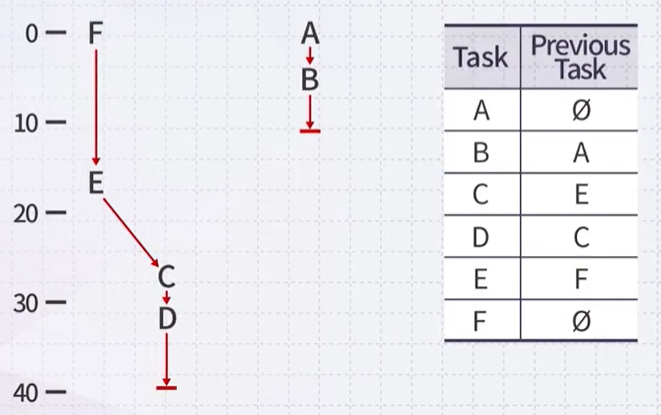 0 — F A
B
10 —
E
20 —
C
30 —
D
40 —
Task Previous Task
A Ø
B A
C E
D C
E F
F Ø